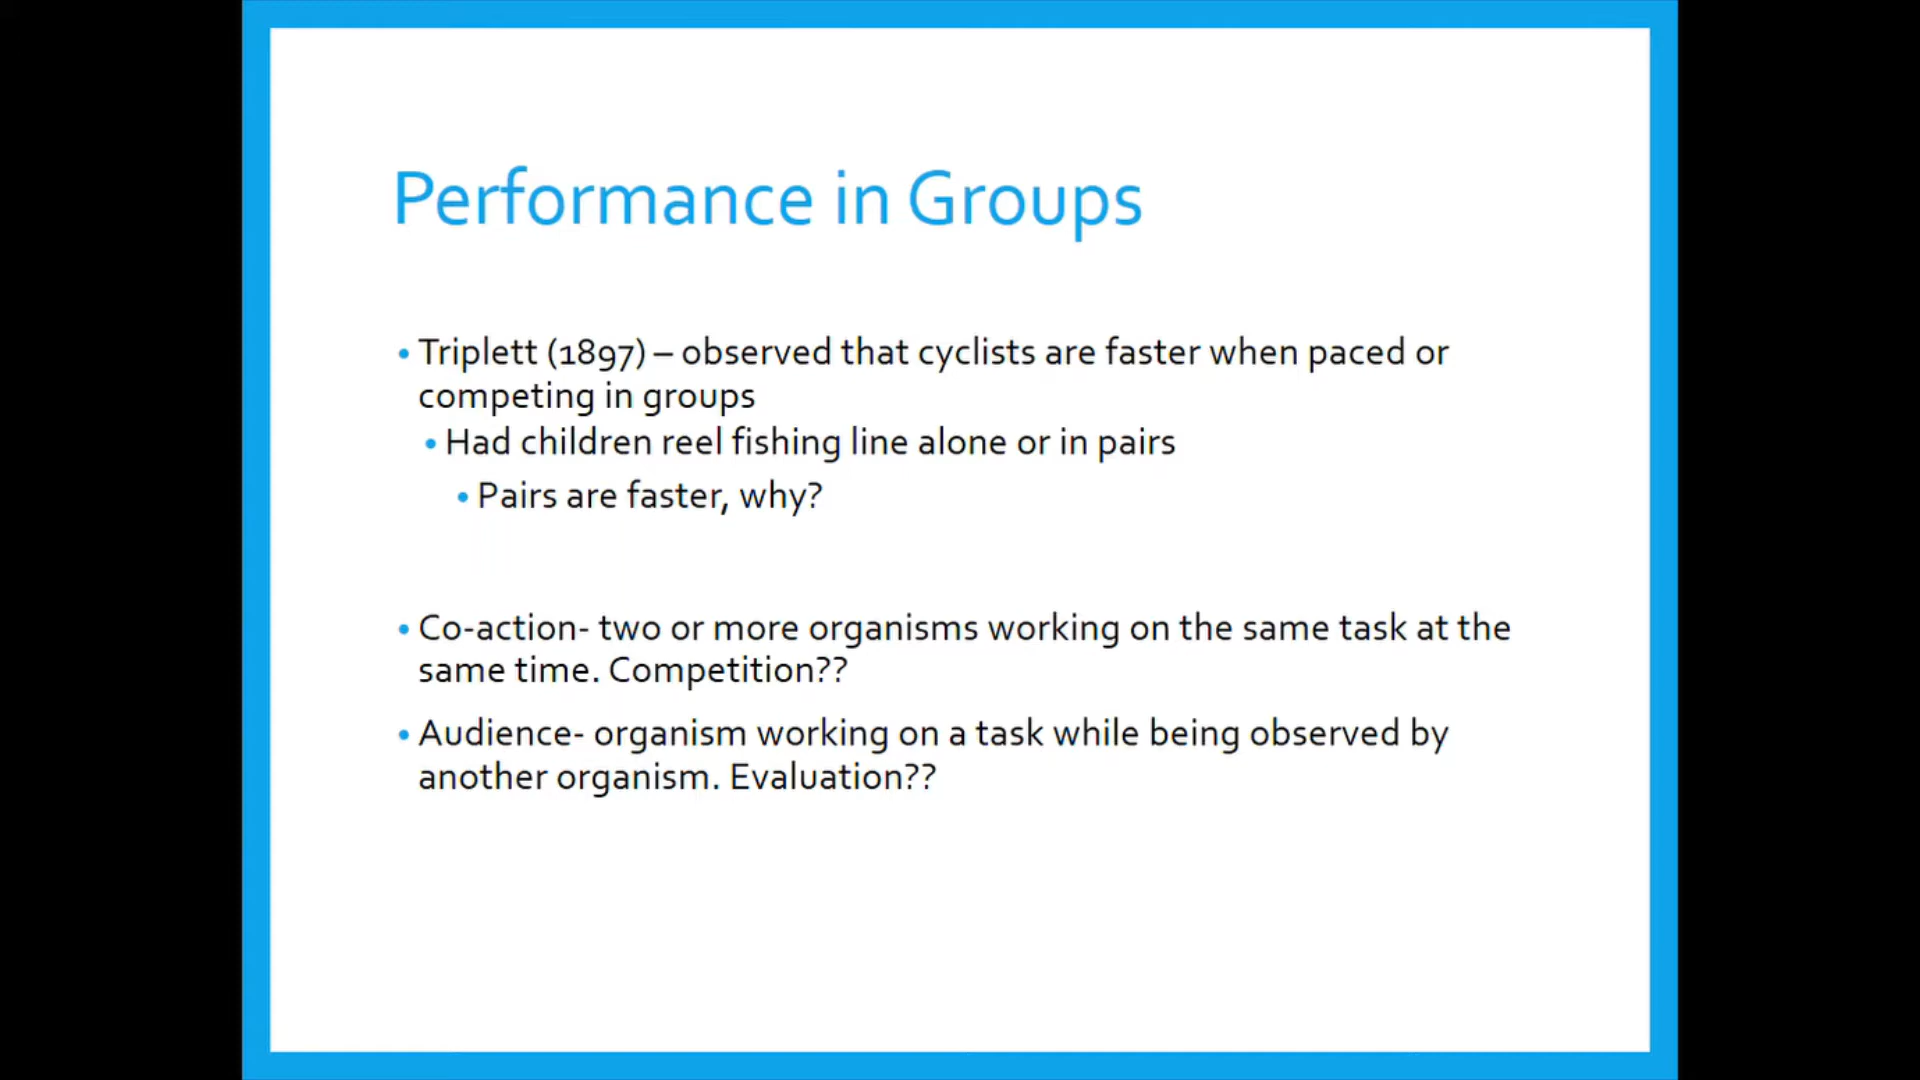 Performance in Groups
• Triplett (1897) – observed that cyclists are faster when paced or
competing in groups
• Had children reel fishing line alone or in pairs
• Pairs are faster, why?
• Co-action- two or more organisms working on the same task at the
same time. Competition??
• Audience- organism working on a task while being observed by
another organism. Evaluation??